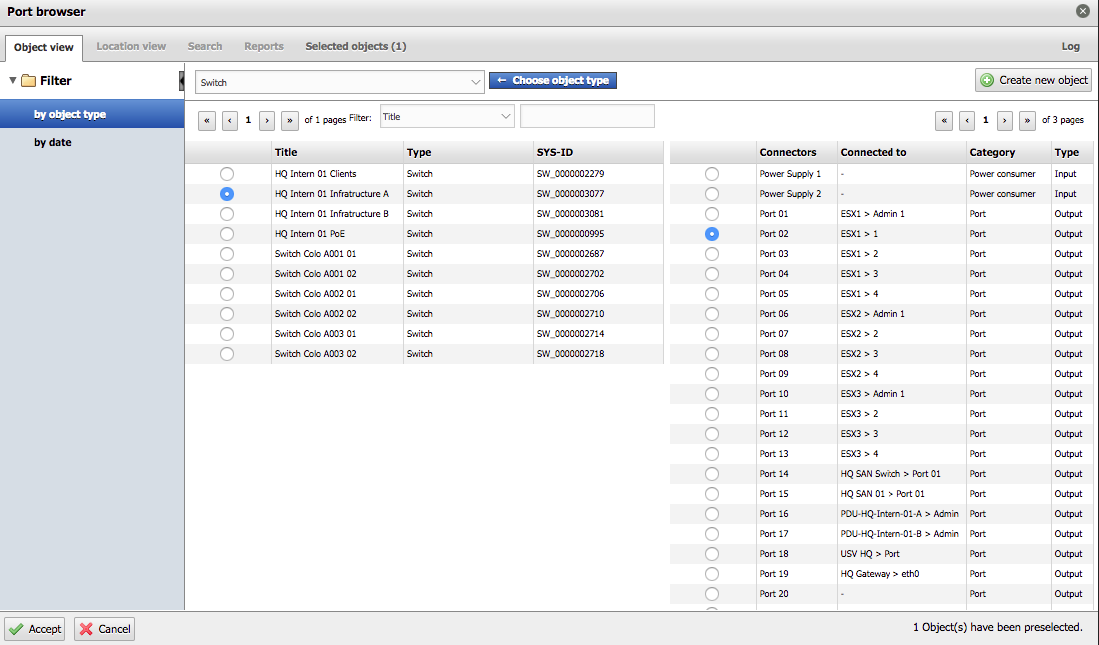 Port browser
Object view Location view Search Reports Selected objects (1) Log
Filter
by object type
by date
Switch ← Choose object type Create new object
« ‹ 1 › » of 1 pages Filter: Title
« ‹ 1 › » of 3 pages
Title Type SYS-ID
HQ Intern 01 Clients Switch SW_0000002279
HQ Intern 01 Infratructure A Switch SW_0000003077
HQ Intern 01 Infratructure B Switch SW_0000003081
HQ Intern 01 PoE Switch SW_0000000995
Switch Colo A001 01 Switch SW_0000002687
Switch Colo A001 02 Switch SW_0000002702
Switch Colo A002 01 Switch SW_0000002706
Switch Colo A002 02 Switch SW_0000002710
Switch Colo A003 01 Switch SW_0000002714
Switch Colo A003 02 Switch SW_0000002718
Connectors Connected to Category Type
Power Supply 1 - Power consumer Input
Power Supply 2 - Power consumer Input
Port 01 ESX1 > Admin 1 Port Output
Port 02 ESX1 > 1 Port Output
Port 03 ESX1 > 2 Port Output
Port 04 ESX1 > 3 Port Output
Port 05 ESX1 > 4 Port Output
Port 06 ESX2 > Admin 1 Port Output
Port 07 ESX2 > 2 Port Output
Port 08 ESX2 > 3 Port Output
Port 09 ESX2 > 4 Port Output
Port 10 ESX3 > Admin 1 Port Output
Port 11 ESX3 > 2 Port Output
Port 12 ESX3 > 3 Port Output
Port 13 ESX3 > 4 Port Output
Port 14 HQ SAN Switch > Port 01 Port Output
Port 15 HQ SAN 01 > Port 01 Port Output
Port 16 PDU-HQ-Intern-01-A > Admin Port Output
Port 17 PDU-HQ-Intern-01-B > Admin Port Output
Port 18 USV HQ > Port Port Output
Port 19 HQ Gateway > eth0 Port Output
Port 20 - Port Output
Accept Cancel 1 Object(s) have been preselected.